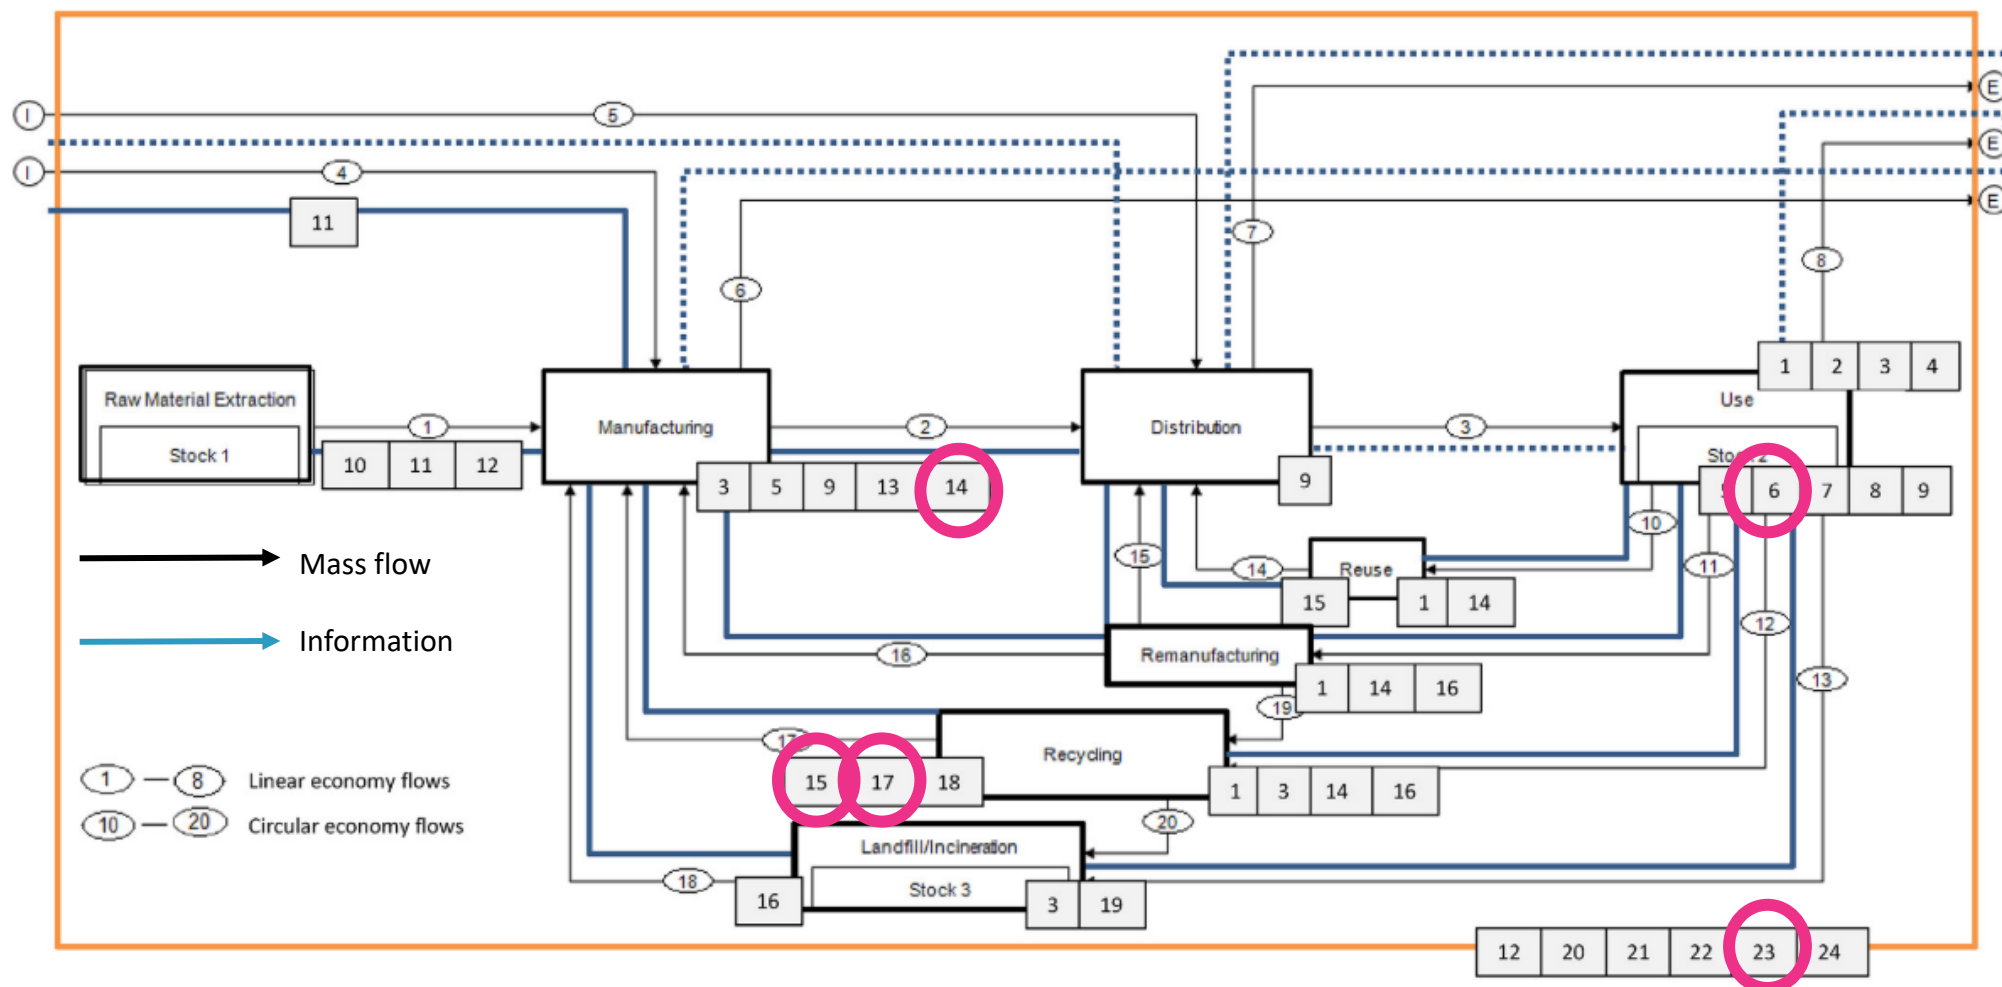 E
I
5
E
I
4
E
11
7
6
8
1 2 3 4
Raw Material Extraction
Use
1
Manufacturing
2
Distribution
3
Stock 1
Stock 2
10 11 12
3 5 9 13 14
9
5 6 7 8 9
10
Mass flow
15
14
Reuse
11
15
1 14
12
Information
16
Remanufacturing
13
1 14 16
19
17
Recycling
15 17 18
1 3 14 16
1 — 8 Linear economy flows
10 — 20 Circular economy flows
20
Landfill/Incineration
18
Stock 3
16
3 19
12 20 21 22 23 24